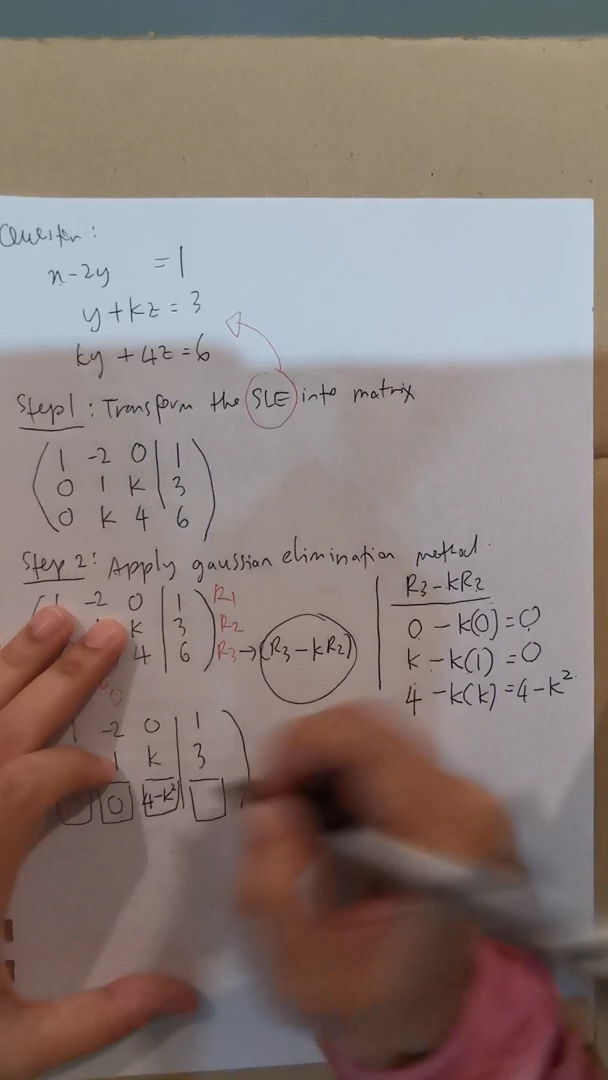 Question:
x-2y =1
y+kz=3
ky+4z=6
Step1: Transform the SLE into matrix
1 -2 0 | 1
0 1 k | 3
0 k 4 | 6
Step 2: Apply gaussian elimination method.
1 -2 0 | 1 R1
k | 3 R2
4 | 6 R3→(R3-kR2)
R3-kR2
0-k(0)=0
k-k(1)=0
4-k(k)=4-k²
-2 0 | 1
1 k | 3
0 4-k²